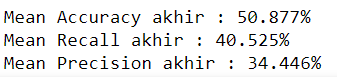 Mean Accuracy akhir : 50.877%
Mean Recall akhir : 40.525%
Mean Precision akhir : 34.446%